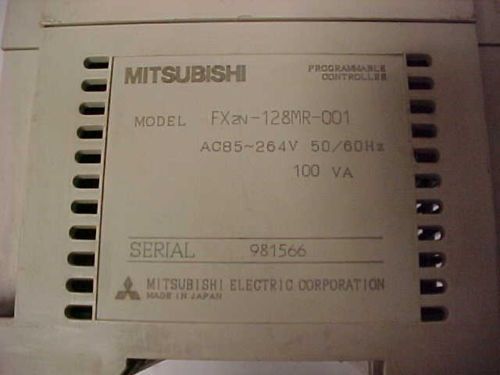 MITSUBISHI PROGRAMMABLE
CONTROLLER
MODEL FX2N-128MR-001
AC85~264V 50/60Hz
100 VA
SERIAL 981566
MITSUBISHI ELECTRIC CORPORATION
MADE IN JAPAN